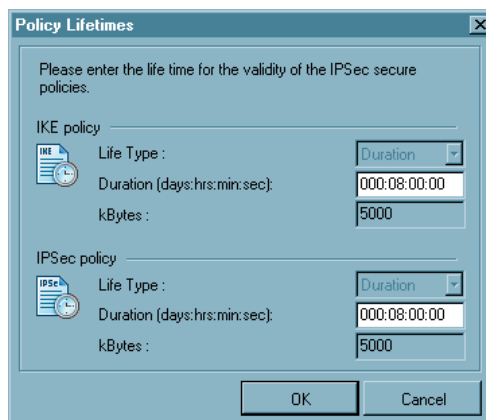 Policy Lifetimes
Please enter the life time for the validity of the IPSec secure
policies.
IKE policy
IKE
Life Type :
Duration
Duration (days:hrs:min:sec):
000:08:00:00
kBytes :
5000
IPSec policy
IPSec
Life Type :
Duration
Duration (days:hrs:min:sec):
000:08:00:00
kBytes :
5000
OK
Cancel